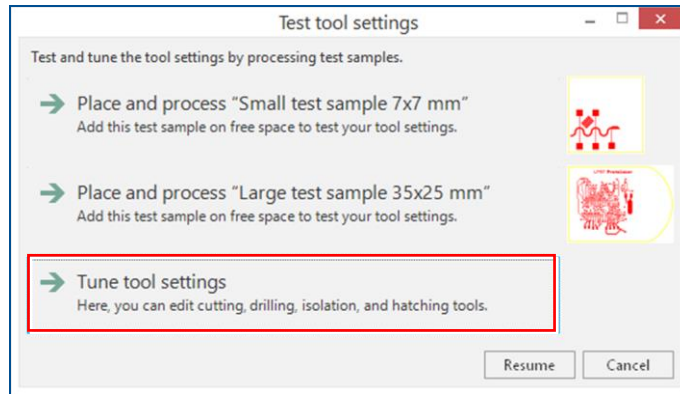 Test tool settings
Test and tune the tool settings by processing test samples.
Place and process "Small test sample 7x7 mm"
Add this test sample on free space to test your tool settings.
Place and process "Large test sample 35x25 mm"
Add this test sample on free space to test your tool settings.
Tune tool settings
Here, you can edit cutting, drilling, isolation, and hatching tools.
Resume
Cancel